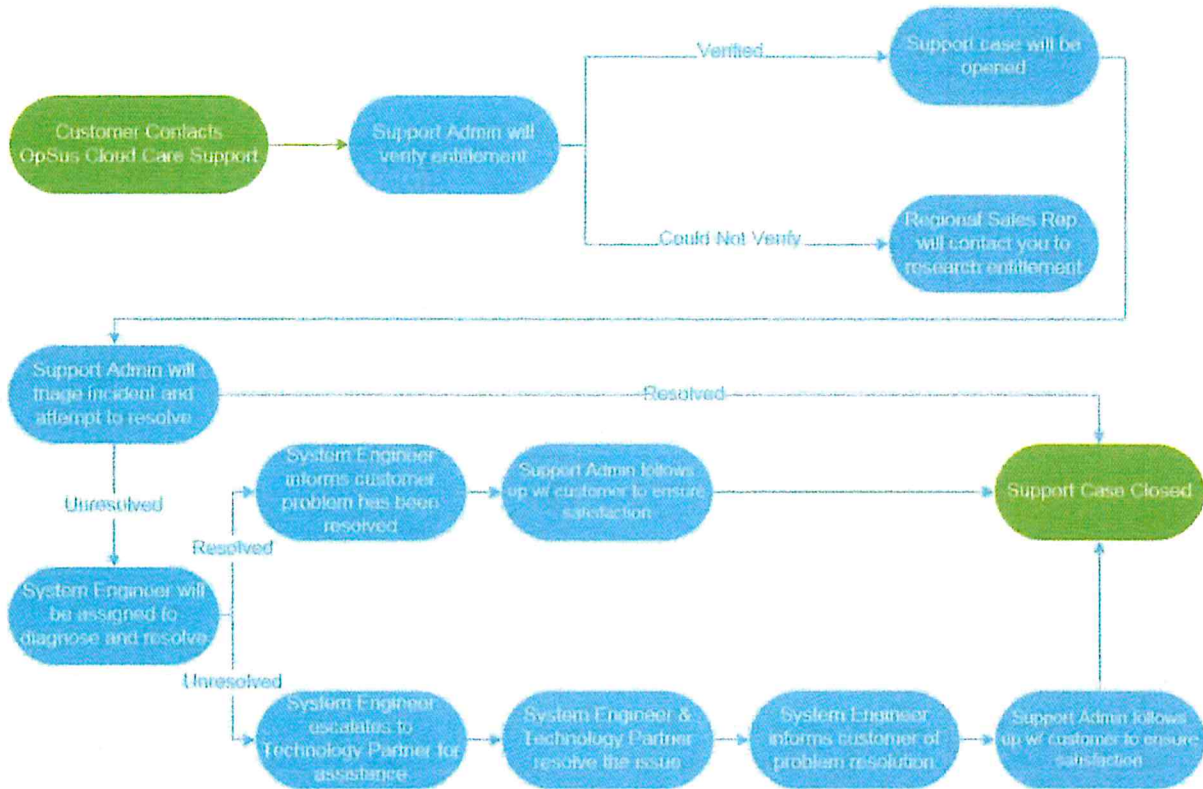 Verified
Support case will be
opened
Customer Contacts
OpSus Cloud Care Support
Support Admin will
verify entitlement
Could Not Verify
Regional Sales Rep
will contact you to
research entitlement
Support Admin will
triage incident and
attempt to resolve
Resolved
Unresolved
System Engineer
informs customer
problem has been
resolved
Support Admin follows
up w/ customer to ensure
satisfaction
Support Case Closed
Resolved
System Engineer will
be assigned to
diagnose and resolve
Unresolved
System Engineer
escalates to
Technology Partner for
assistance
System Engineer &
Technology Partner
resolve the issue
System Engineer
informs customer of
problem resolution
Support Admin follows
up w/ customer to ensure
satisfaction